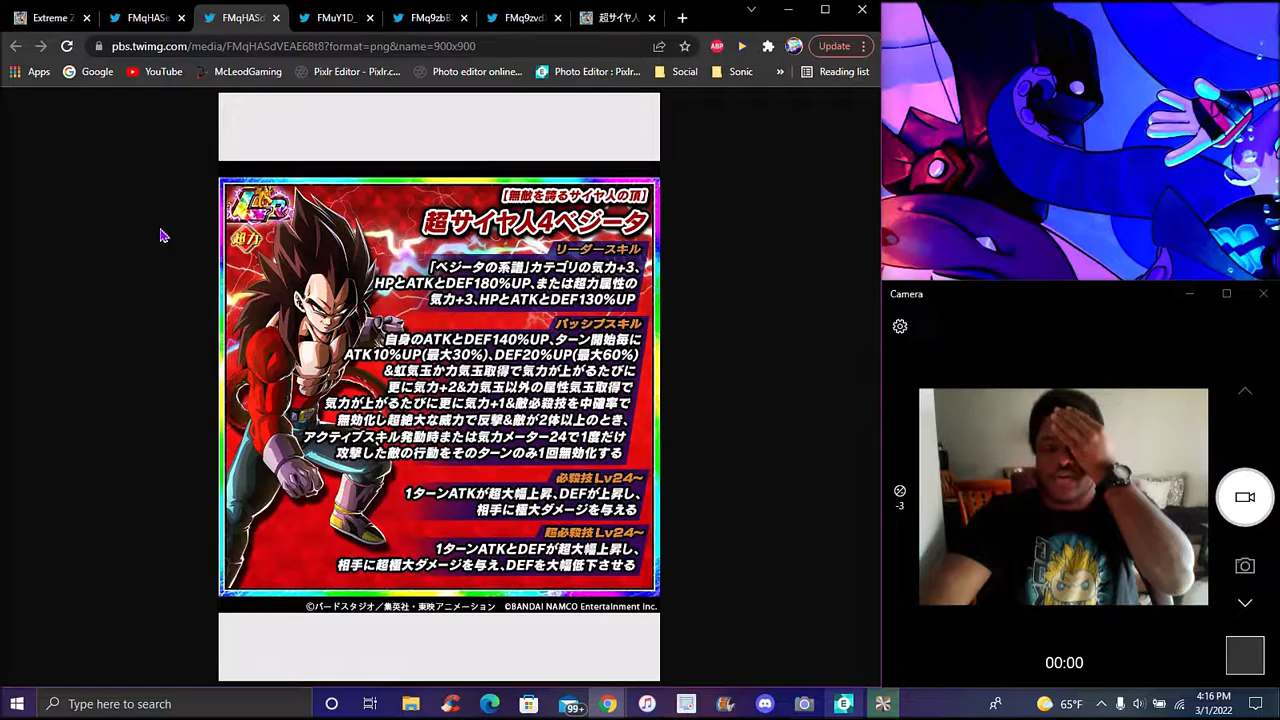 Extreme Z
FMqHASe
FMqHASd
FMuY1D_
FMq9zbB
FMq9zvd
超サイヤ人
pbs.twimg.com/media/FMqHASdVEAE68t8?format=png&name=900x900
ABP
Update
Apps
Google
YouTube
McLeodGaming
Pixlr Editor - Pixlr.c...
Photo editor online...
Photo Editor : Pixlr...
Social
Sonic
»
Reading list
LR
超力
[無敵を誇るサイヤ人の頂]
超サイヤ人4ベジータ
リーダースキル
「ベジータの系譜」カテゴリの気力+3、
HPとATKとDEF180%UP、または超力属性の
気力+3、HPとATKとDEF130%UP
パッシブスキル
自身のATKとDEF140%UP、ターン開始毎に
ATK10%UP(最大30%)、DEF20%UP(最大60%)
&虹気玉か力気玉取得で気力が上がるたびに
更に気力+2&力気玉以外の属性気玉取得で
気力が上がるたびに更に気力+1&敵必殺技を中確率で
無効化し超絶大な威力で反撃&敵が2体以上のとき、
アクティブスキル発動時または気力メーター24で1度だけ
攻撃した敵の行動をそのターンのみ1回無効化する
必殺技Lv24~
1ターンATKが超大幅上昇、DEFが上昇し、
相手に極大ダメージを与える
超必殺技Lv24~
1ターンATKとDEFが超大幅上昇し、
相手に超極大ダメージを与え、DEFを大幅低下させる
©バードスタジオ/集英社・東映アニメーション ©BANDAI NAMCO Entertainment Inc.
Camera
-3
00:00
Type here to search
99+
65°F
4:16 PM
3/1/2022